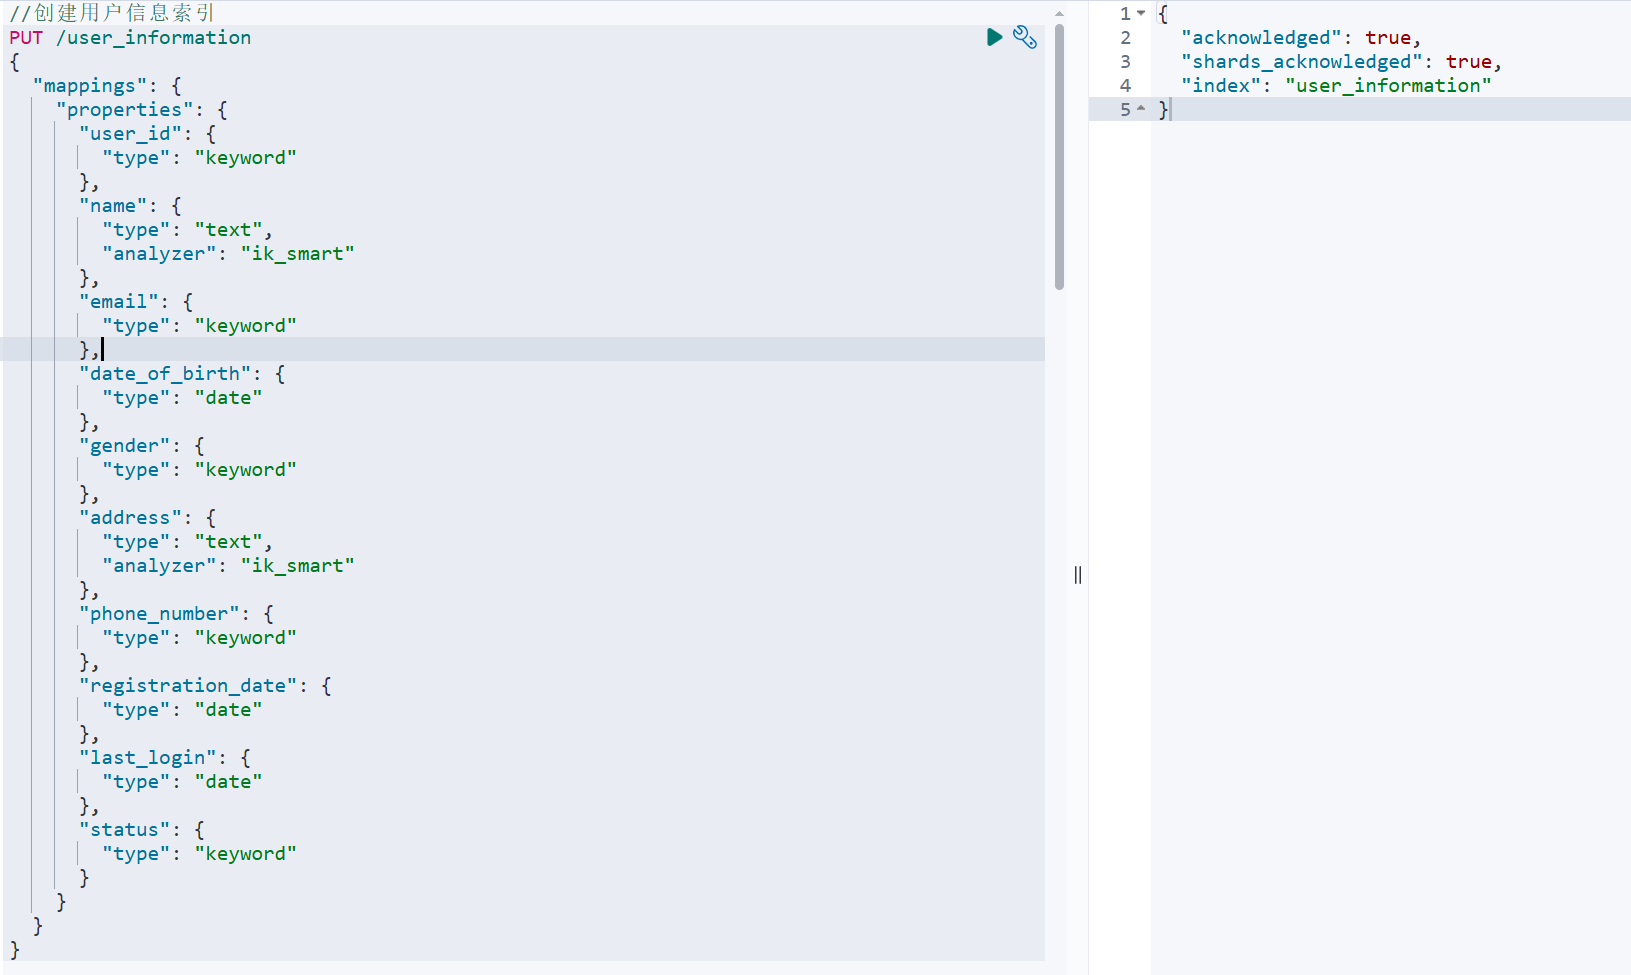 //创建用户信息索引
PUT /user_information
{
  "mappings": {
    "properties": {
      "user_id": {
        "type": "keyword"
      },
      "name": {
        "type": "text",
        "analyzer": "ik_smart"
      },
      "email": {
        "type": "keyword"
      },
      "date_of_birth": {
        "type": "date"
      },
      "gender": {
        "type": "keyword"
      },
      "address": {
        "type": "text",
        "analyzer": "ik_smart"
      },
      "phone_number": {
        "type": "keyword"
      },
      "registration_date": {
        "type": "date"
      },
      "last_login": {
        "type": "date"
      },
      "status": {
        "type": "keyword"
      }
    }
  }
}
1 {
2   "acknowledged": true,
3   "shards_acknowledged": true,
4   "index": "user_information"
5 }